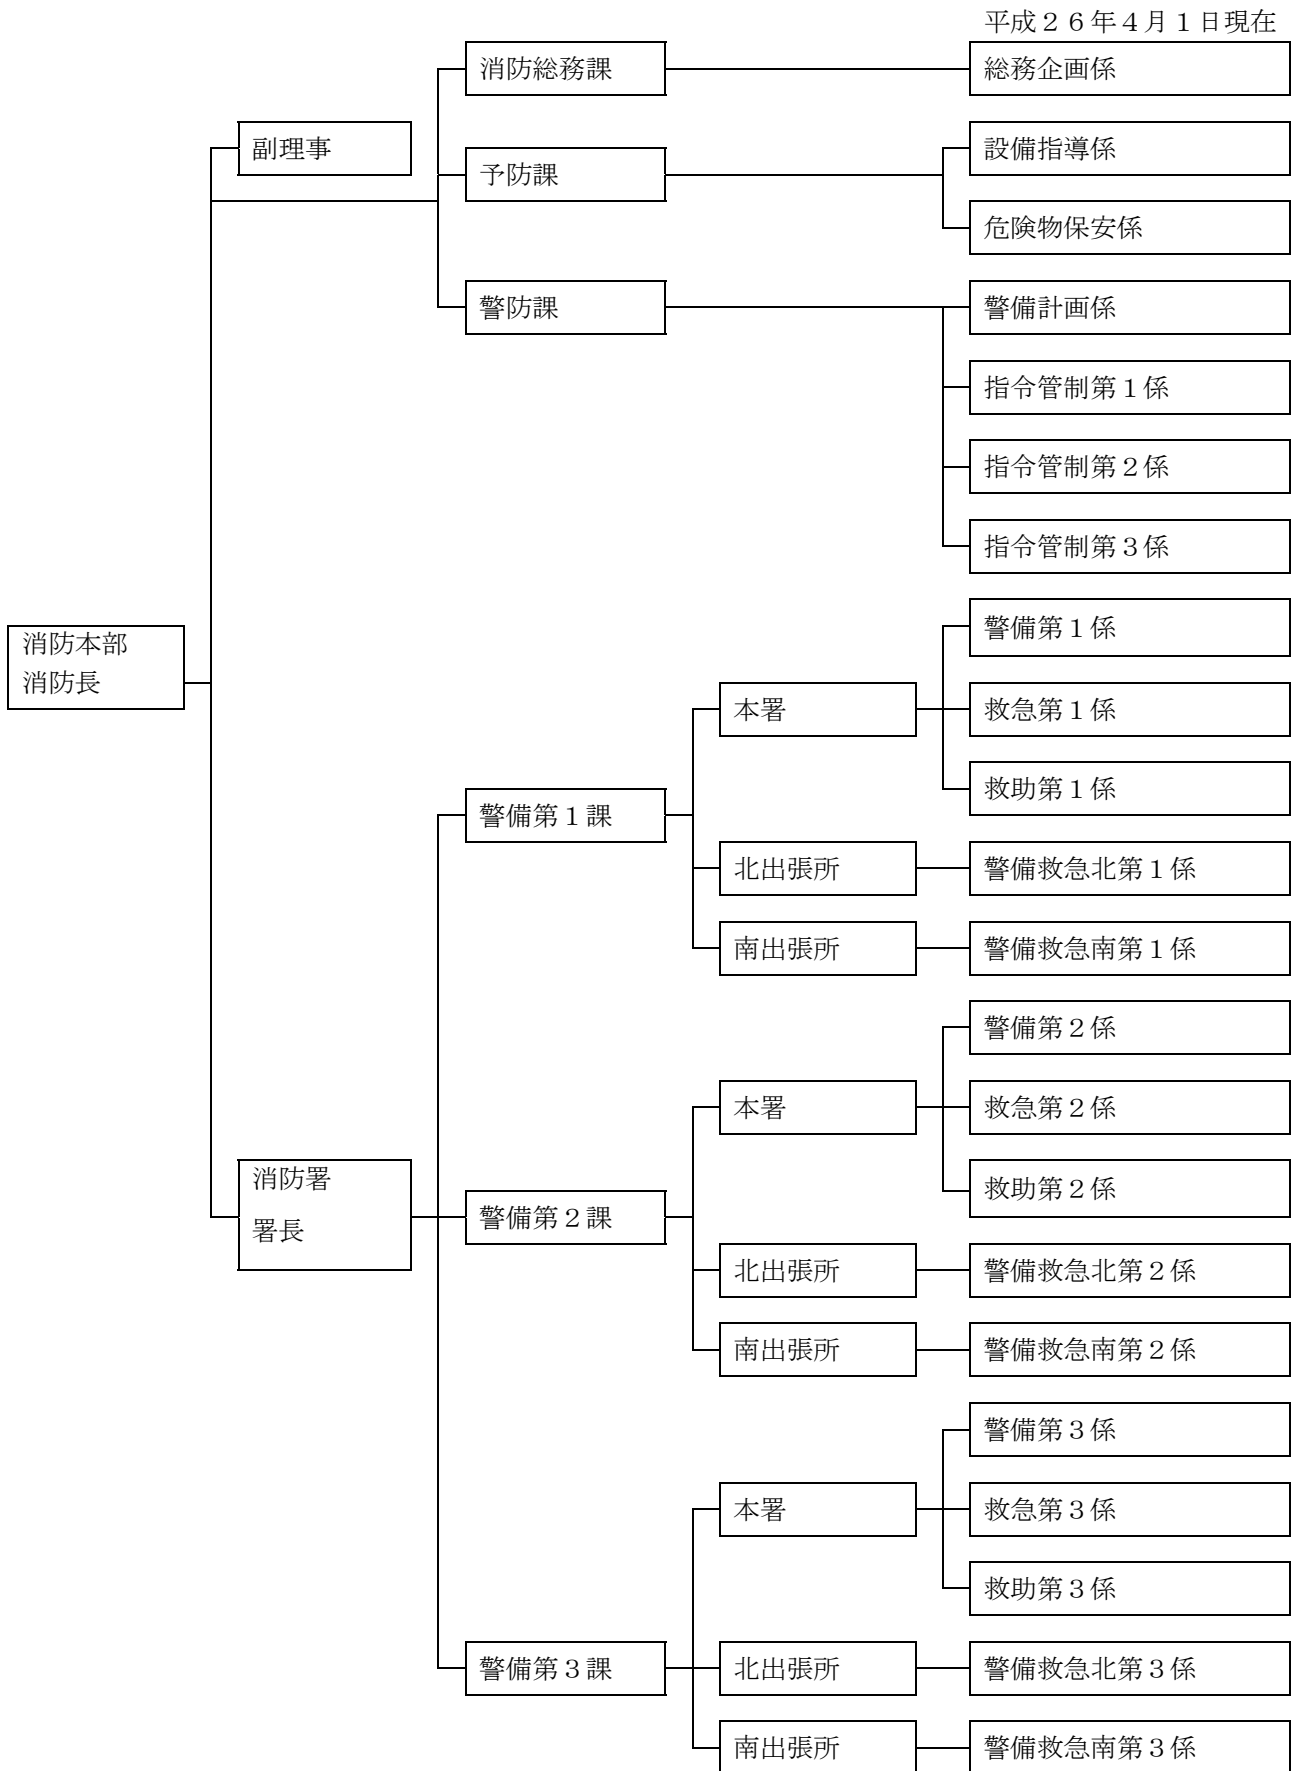 平成２６年４月１日現在
消防総務課
総務企画係
副理事
設備指導係
予防課
危険物保安係
警防課
警備計画係
指令管制第１係
指令管制第２係
指令管制第３係
消防本部
消防長
警備第１係
本署
救急第１係
救助第１係
警備第１課
北出張所
警備救急北第１係
南出張所
警備救急南第１係
警備第２係
本署
救急第２係
消防署
署長
救助第２係
警備第２課
北出張所
警備救急北第２係
南出張所
警備救急南第２係
警備第３係
本署
救急第３係
救助第３係
警備第３課
北出張所
警備救急北第３係
南出張所
警備救急南第３係